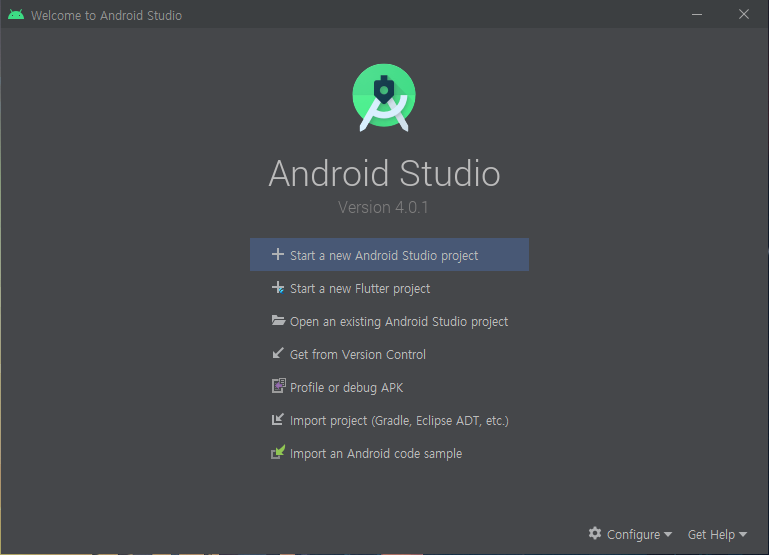 Welcome to Android Studio
Android Studio
Version 4.0.1
Start a new Android Studio project
Start a new Flutter project
Open an existing Android Studio project
Get from Version Control
Profile or debug APK
Import project (Gradle, Eclipse ADT, etc.)
Import an Android code sample
Configure
Get Help